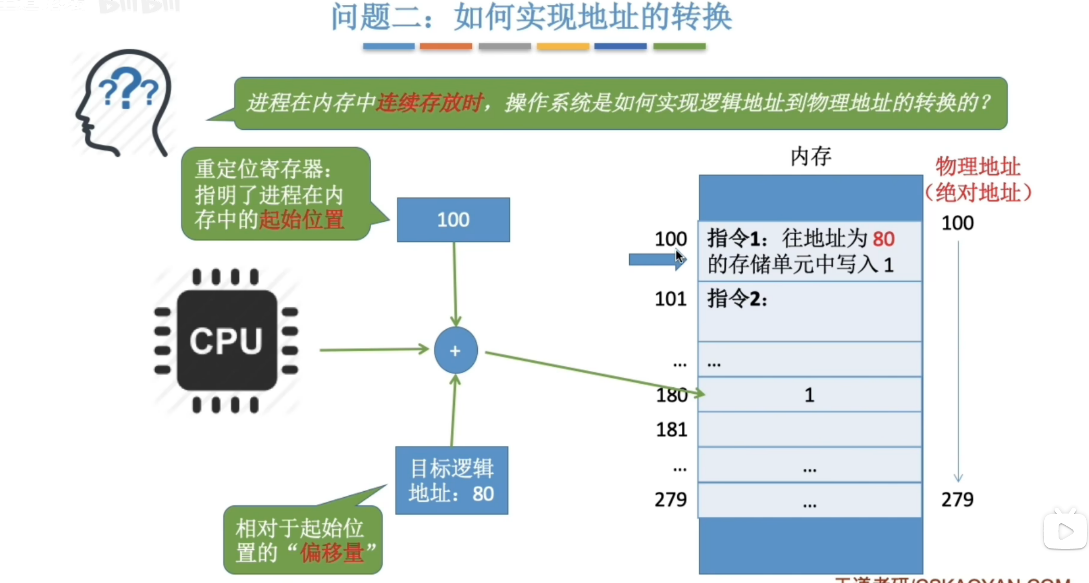 BiliBili
问题二：如何实现地址的转换
???
进程在内存中连续存放时，操作系统是如何实现逻辑地址到物理地址的转换的？
重定位寄存器：
指明了进程在内
存中的起始位置
100
CPU
+
目标逻辑
地址：80
相对于起始位
置的“偏移量”
内存
物理地址
（绝对地址）
100
100
指令1：往地址为 80
的存储单元中写入 1
101
指令2：
...
...
180
1
181
...
...
279
...
279
王道考研/CSKAOYAN.COM